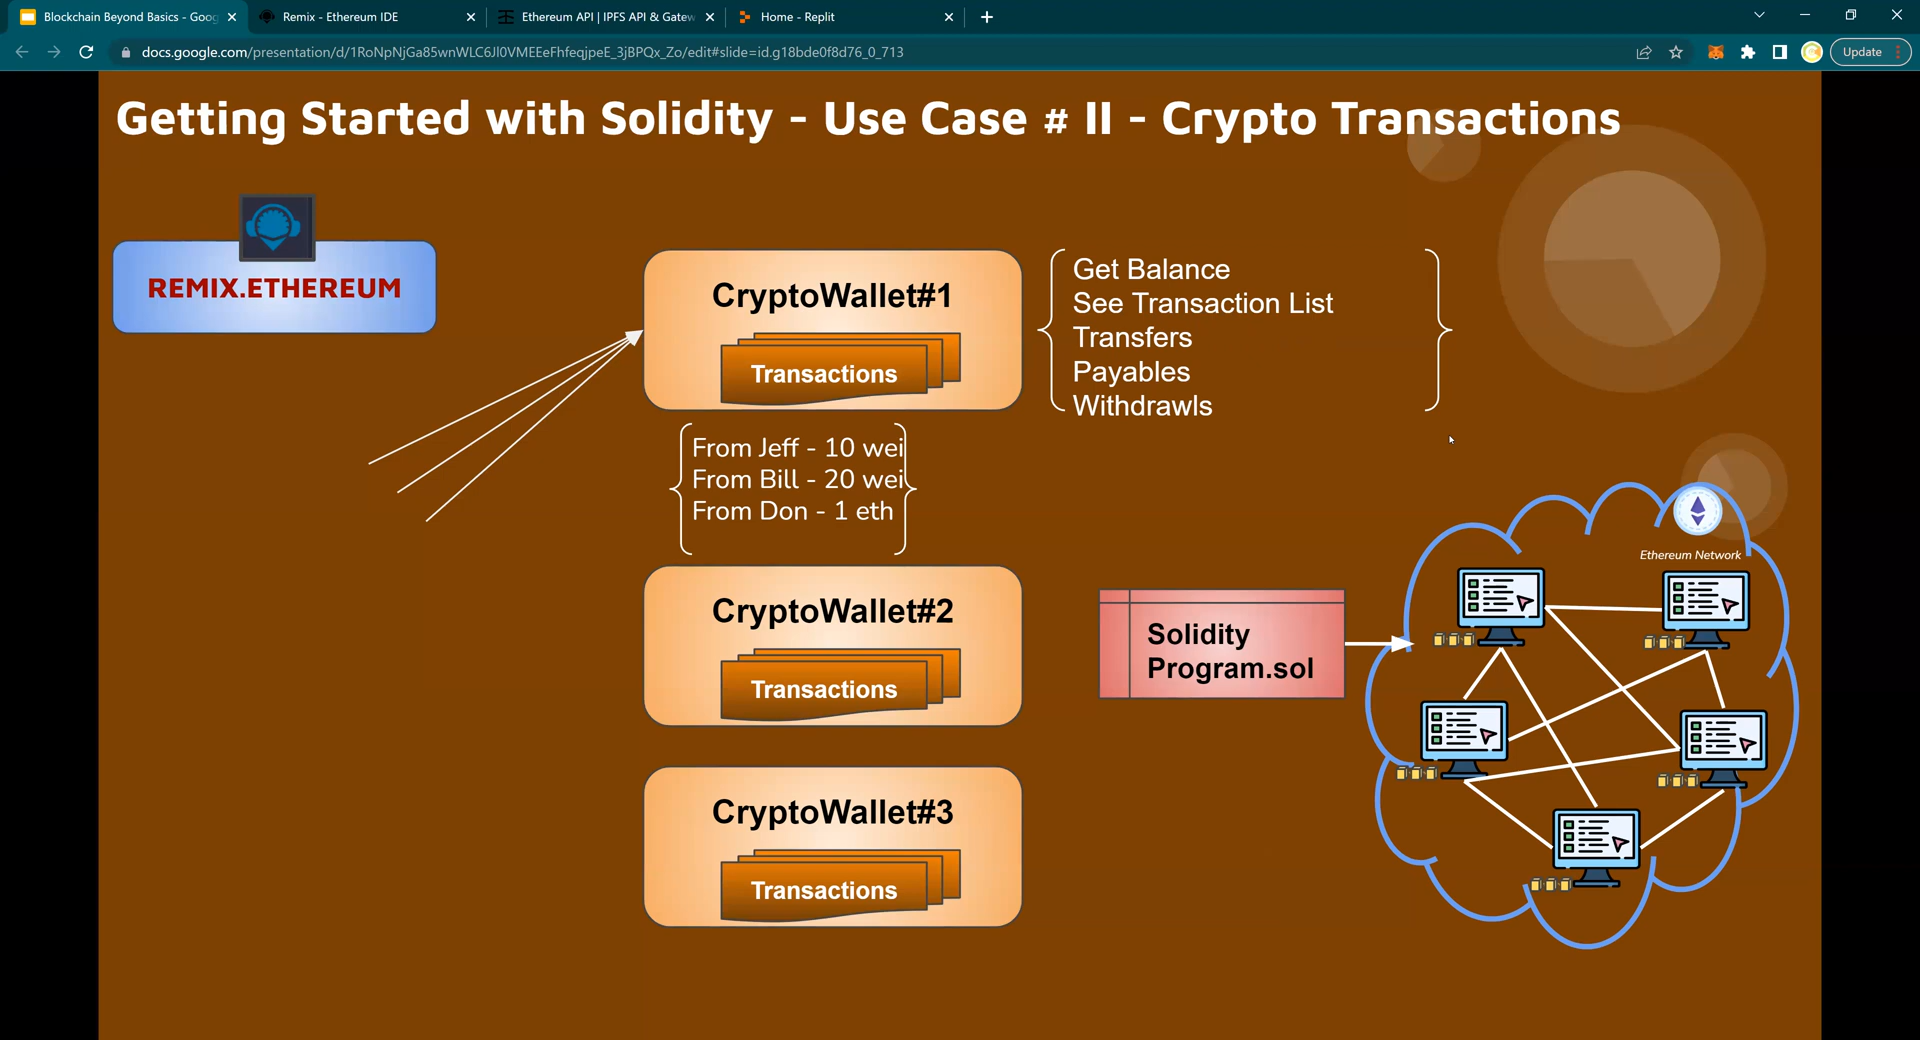 Blockchain Beyond Basics - Goog
Remix - Ethereum IDE
Ethereum API | IPFS API & Gatew
Home - Replit
docs.google.com/presentation/d/1RoNpNjGa85wnWLC6Jl0VMEEeFhfeqjpeE_3jBPQx_Zo/edit#slide=id.g18bde0f8d76_0_713
Update
Getting Started with Solidity - Use Case # II - Crypto Transactions
REMIX.ETHEREUM
CryptoWallet#1
Transactions
Get Balance
See Transaction List
Transfers
Payables
Withdrawls
From Jeff - 10 wei
From Bill - 20 wei
From Don - 1 eth
CryptoWallet#2
Transactions
Solidity
Program.sol
Ethereum Network
CryptoWallet#3
Transactions